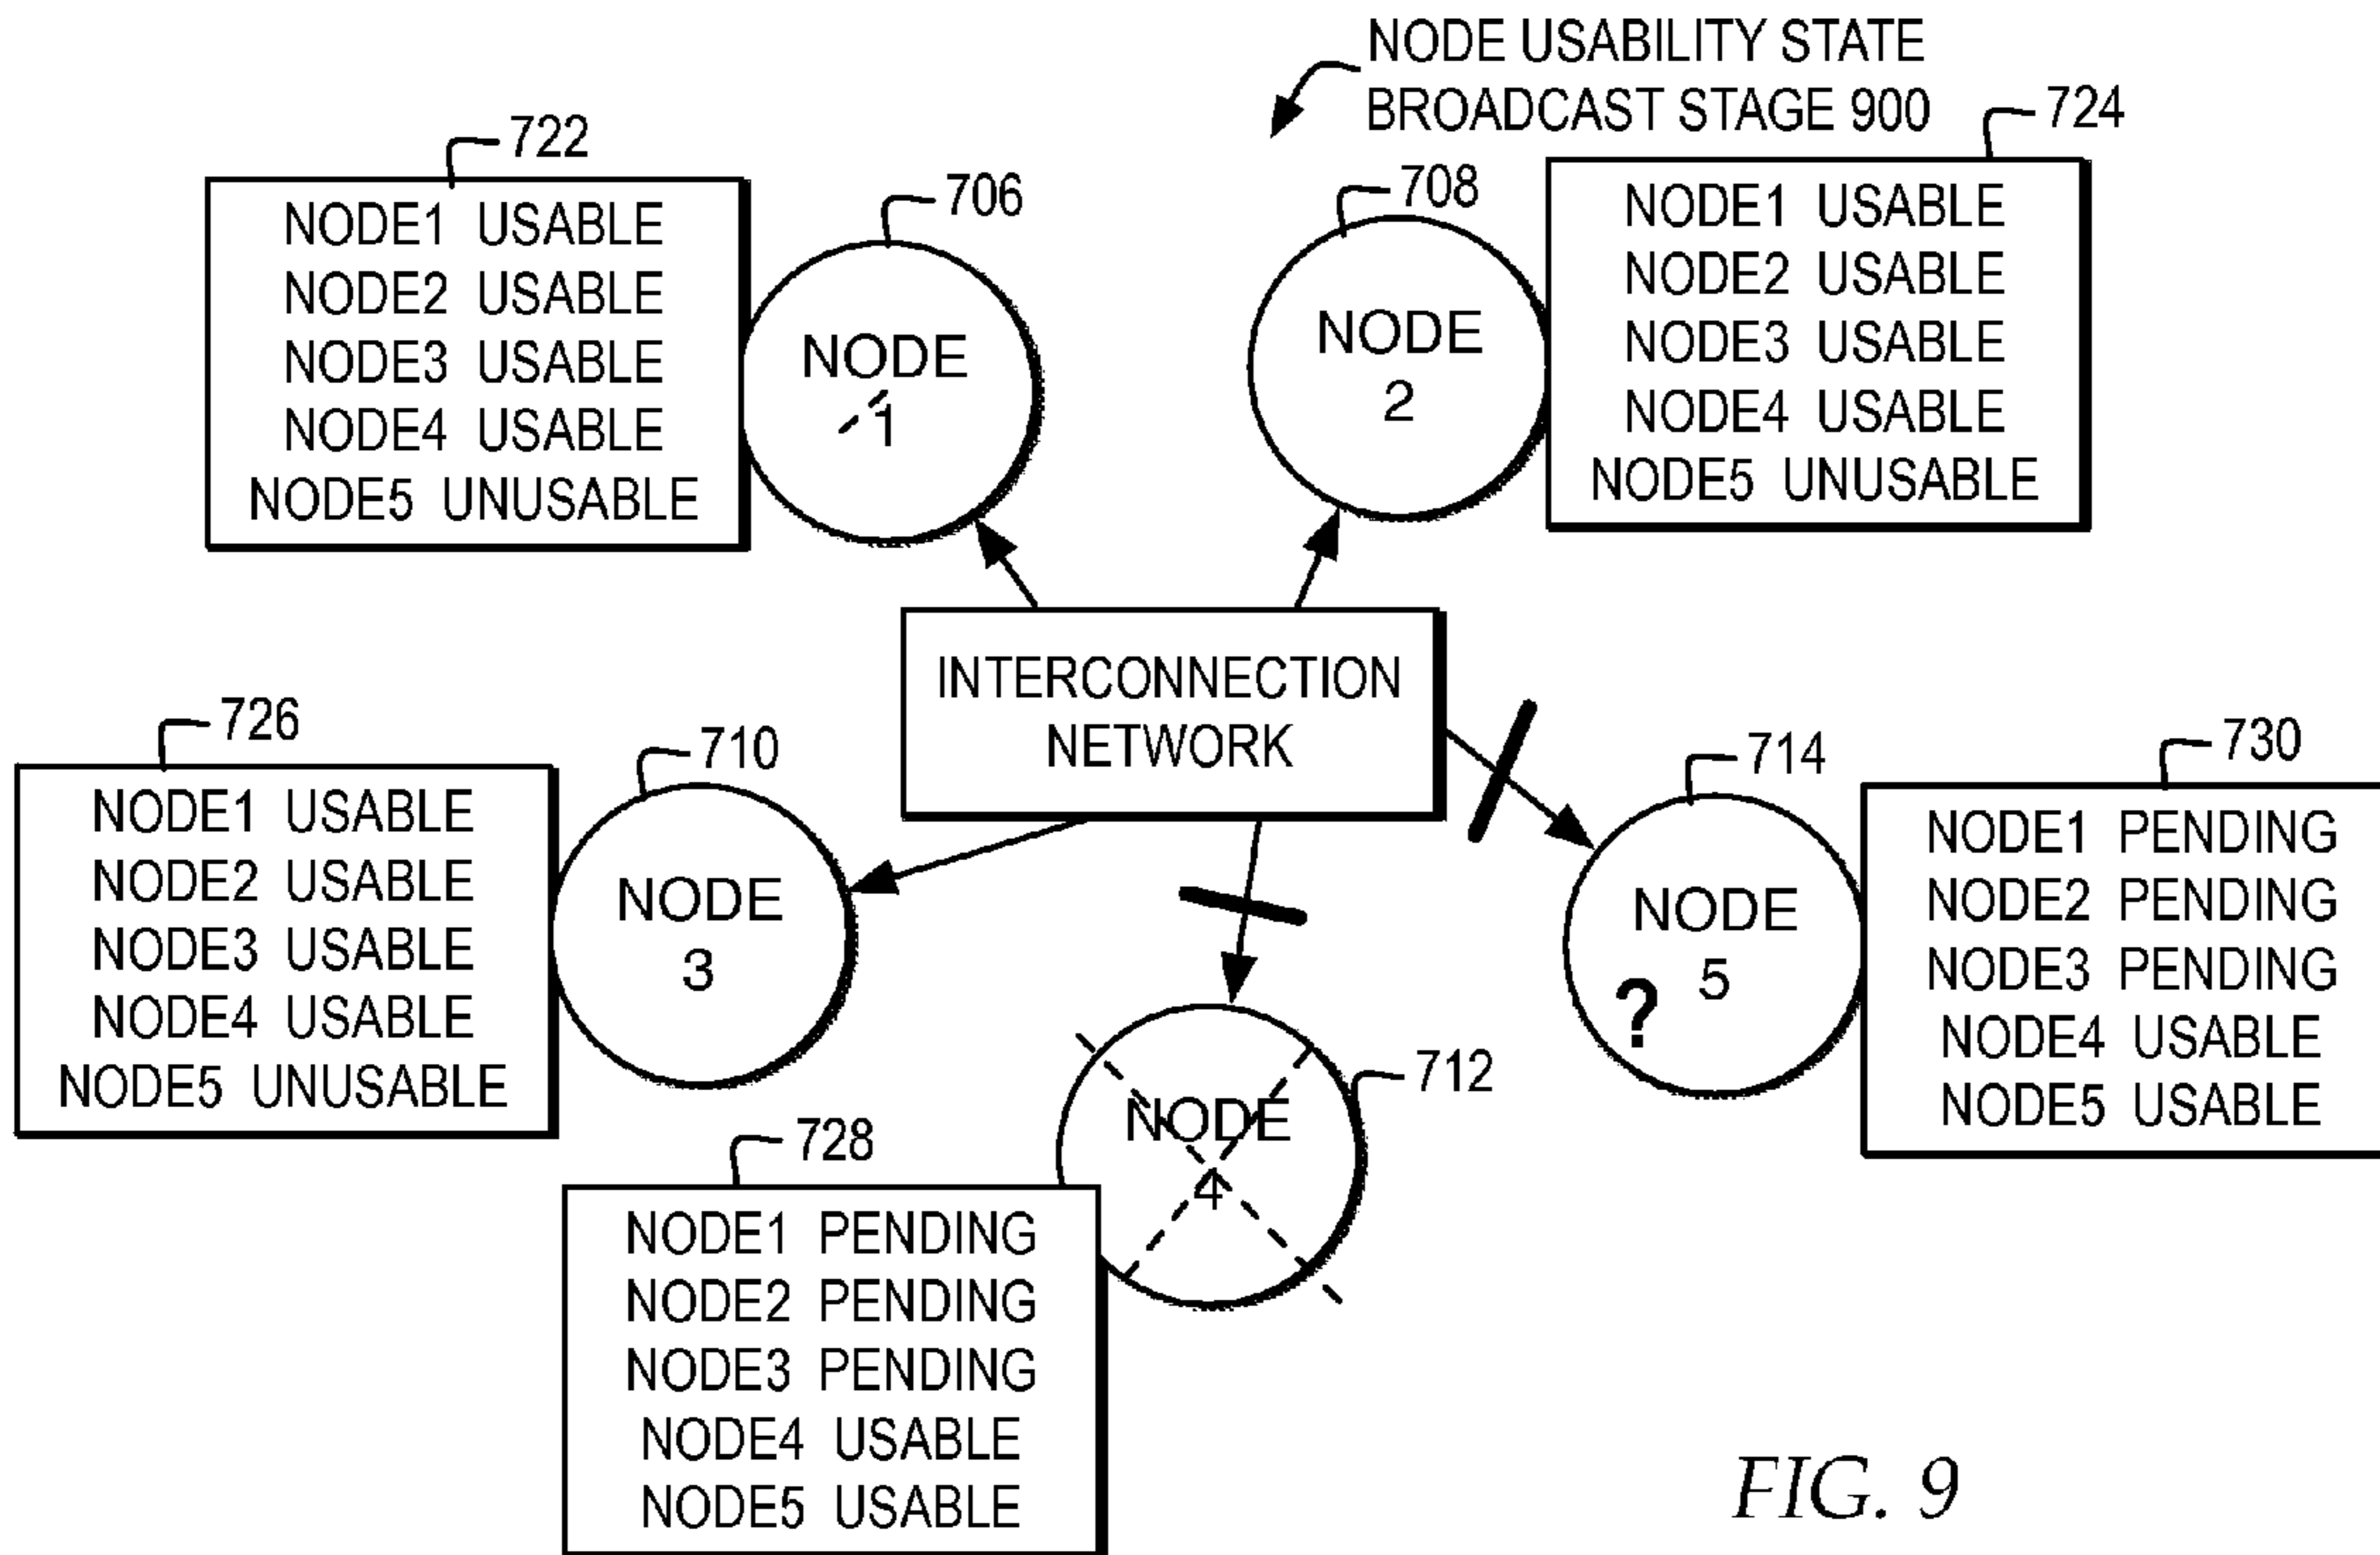 NODE USABILITY STATE
BROADCAST STAGE 900
722
NODE1 USABLE
NODE2 USABLE
NODE3 USABLE
NODE4 USABLE
NODE5 UNUSABLE
706
NODE
1
708
NODE
2
724
NODE1 USABLE
NODE2 USABLE
NODE3 USABLE
NODE4 USABLE
NODE5 UNUSABLE
INTERCONNECTION
NETWORK
726
NODE1 USABLE
NODE2 USABLE
NODE3 USABLE
NODE4 USABLE
NODE5 UNUSABLE
710
NODE
3
714
NODE
5
?
730
NODE1 PENDING
NODE2 PENDING
NODE3 PENDING
NODE4 USABLE
NODE5 USABLE
712
NODE
4
728
NODE1 PENDING
NODE2 PENDING
NODE3 PENDING
NODE4 USABLE
NODE5 USABLE
FIG. 9